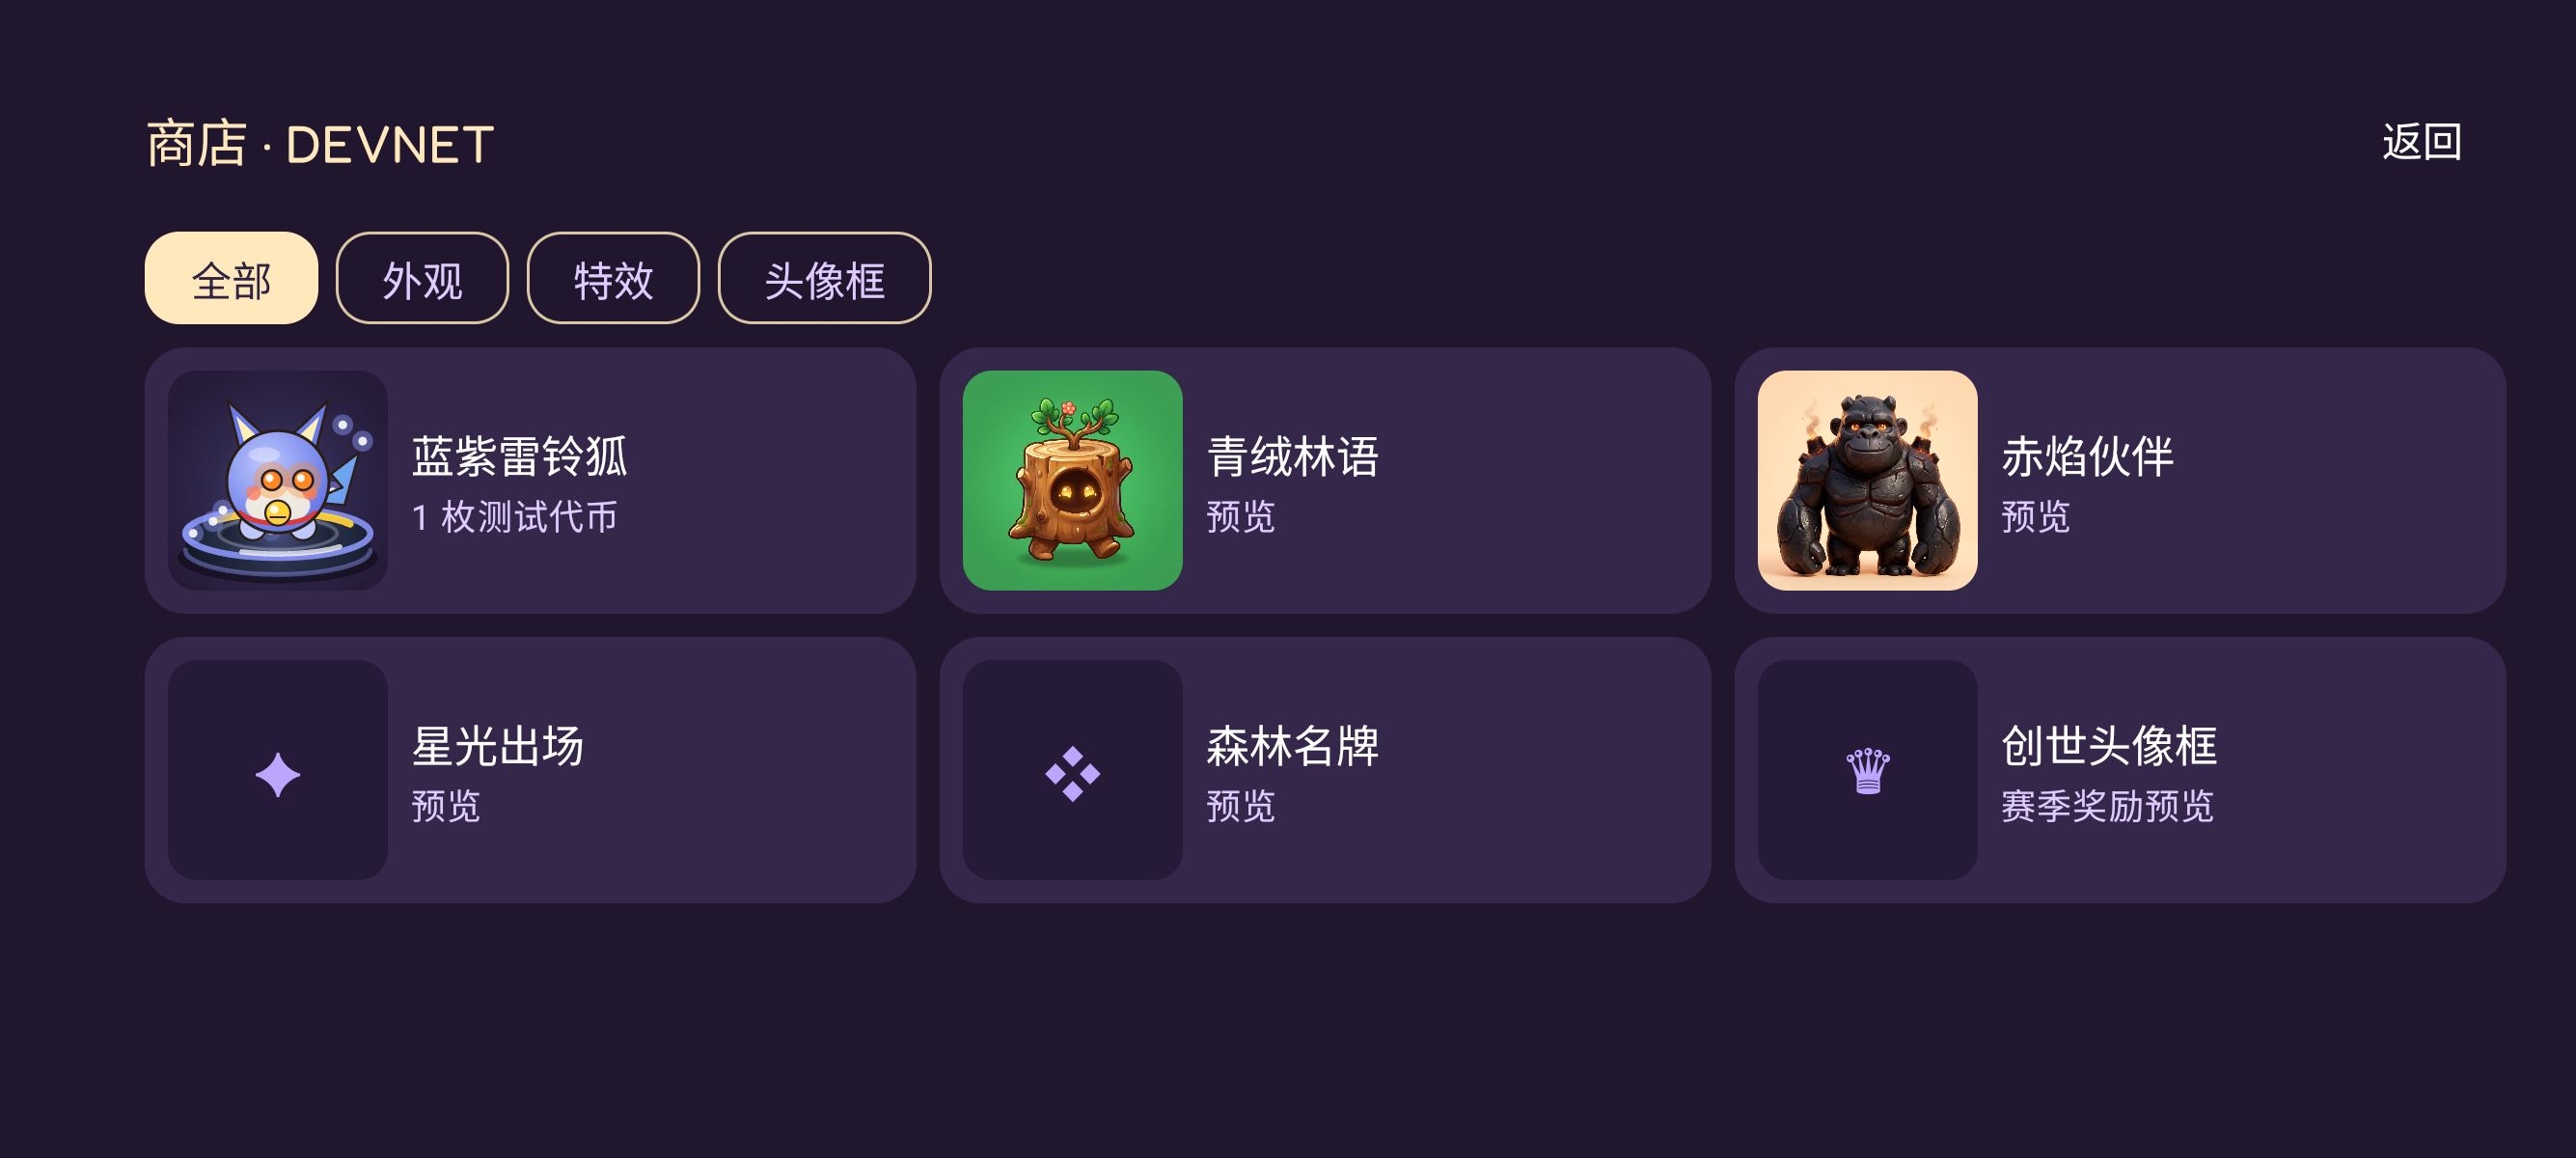 商店 · DEVNET
返回
全部
外观
特效
头像框
蓝紫雷铃狐
1 枚测试代币
青绒林语
预览
赤焰伙伴
预览
星光出场
预览
森林名牌
预览
创世头像框
赛季奖励预览